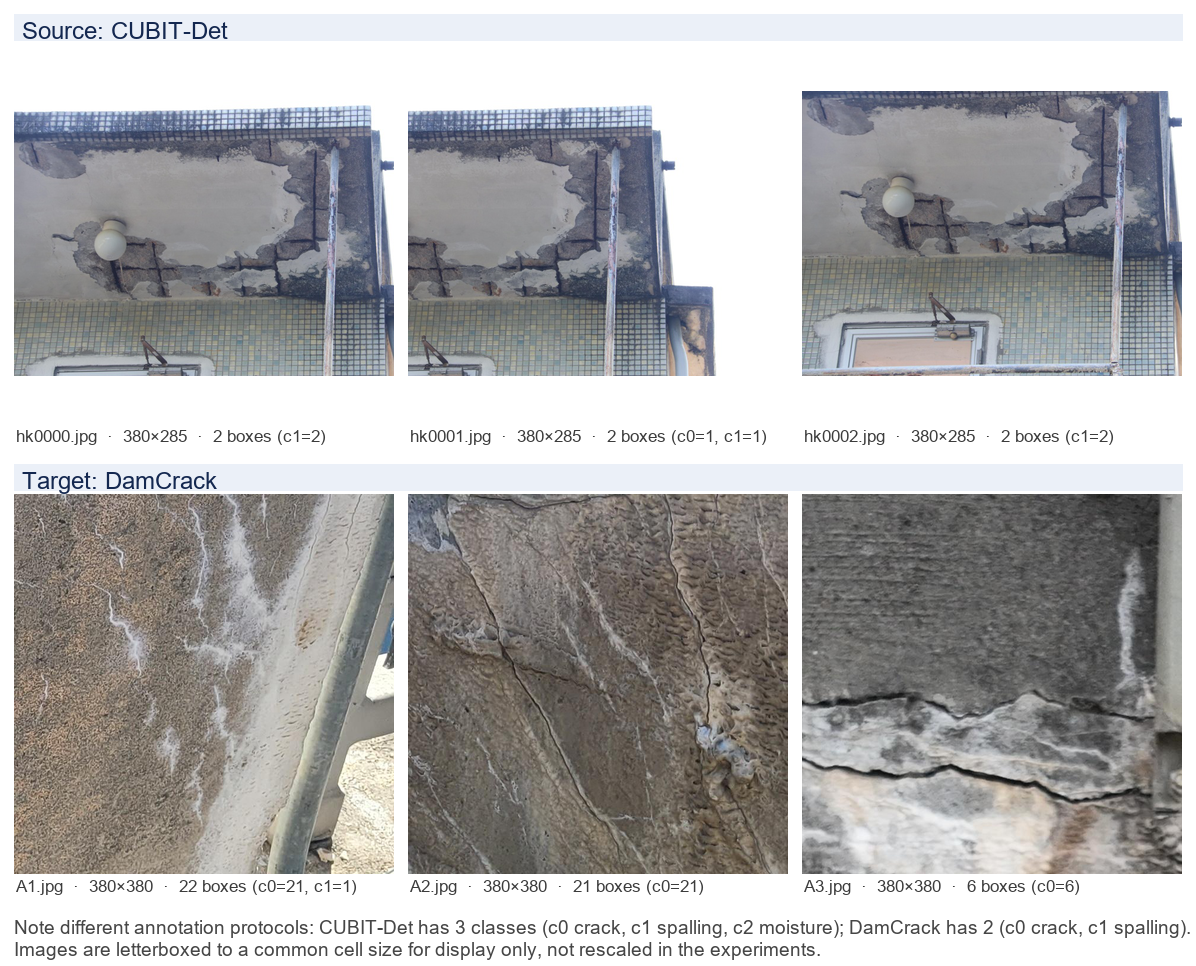 Source: CUBIT-Det
hk0000.jpg · 380×285 · 2 boxes (c1=2)
hk0001.jpg · 380×285 · 2 boxes (c0=1, c1=1)
hk0002.jpg · 380×285 · 2 boxes (c1=2)
Target: DamCrack
A1.jpg · 380×380 · 22 boxes (c0=21, c1=1)
A2.jpg · 380×380 · 21 boxes (c0=21)
A3.jpg · 380×380 · 6 boxes (c0=6)
Note different annotation protocols: CUBIT-Det has 3 classes (c0 crack, c1 spalling, c2 moisture); DamCrack has 2 (c0 crack, c1 spalling).
Images are letterboxed to a common cell size for display only, not rescaled in the experiments.